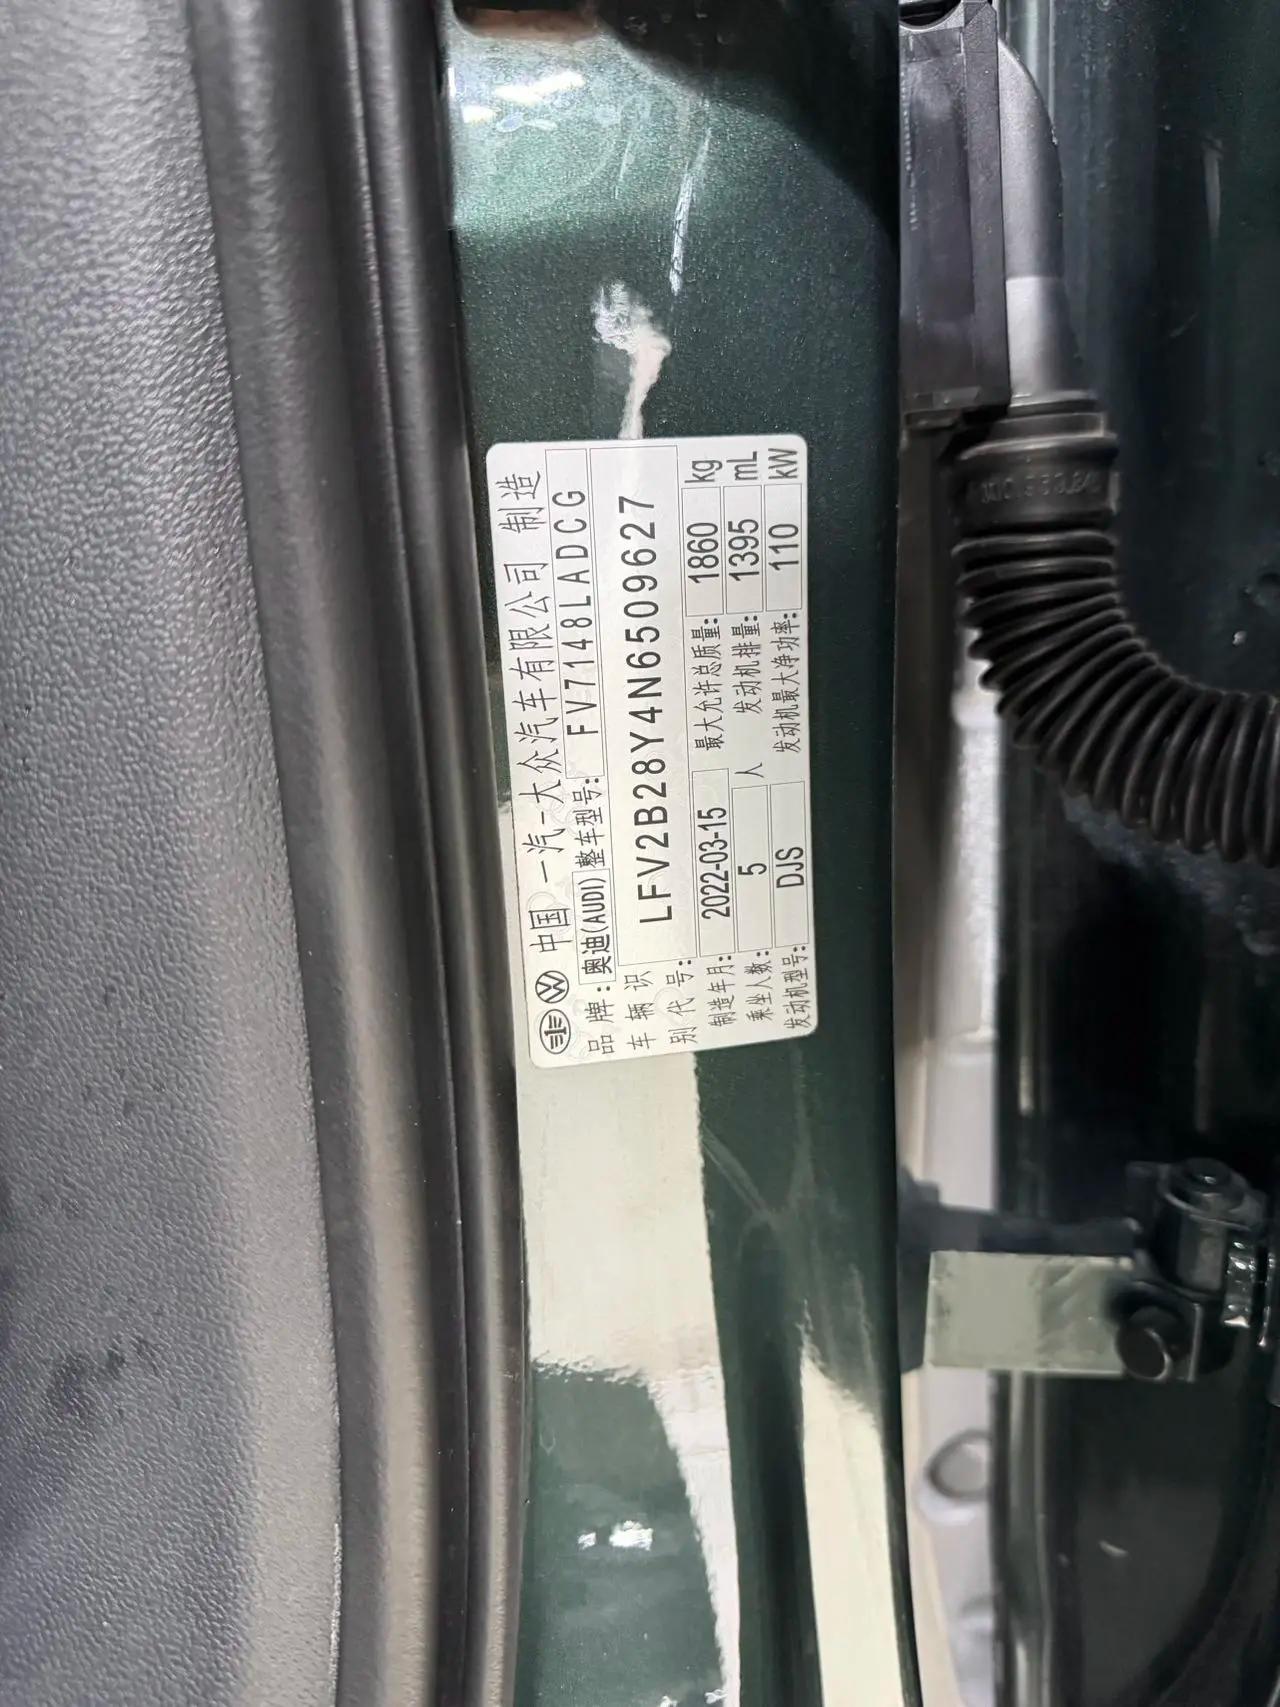 中国 一汽-大众汽车有限公司 制造
品牌: 奥迪(AUDI) 整车型号: FV7148LADCG
车辆识别代号: LFV2B28Y4N6509627
制造年月: 2022-03-15 最大允许总质量: 1860 kg
乘坐人数: 5 人 发动机排量: 1395 mL
发动机型号: DJS 发动机最大净功率: 110 kW